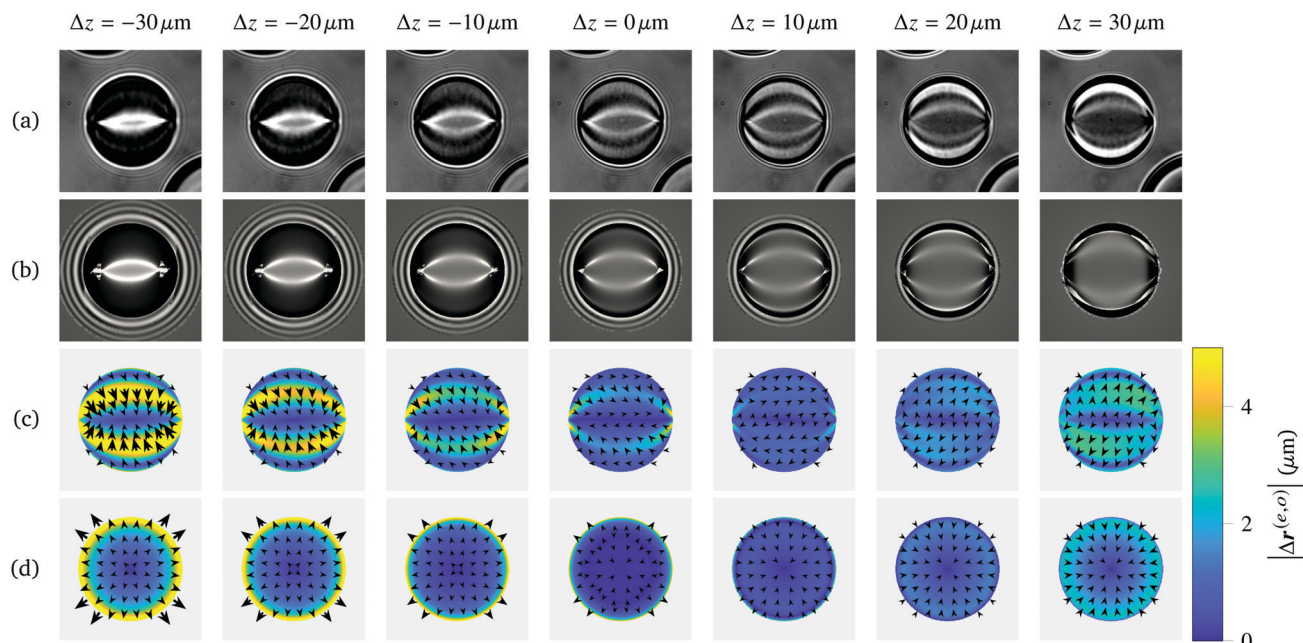 Δz = −30 μm Δz = −20 μm Δz = −10 μm Δz = 0 μm Δz = 10 μm Δz = 20 μm Δz = 30 μm
(a)
(b)
(c)
(d)
4
2
0
|Δr^(e,o)| (μm)